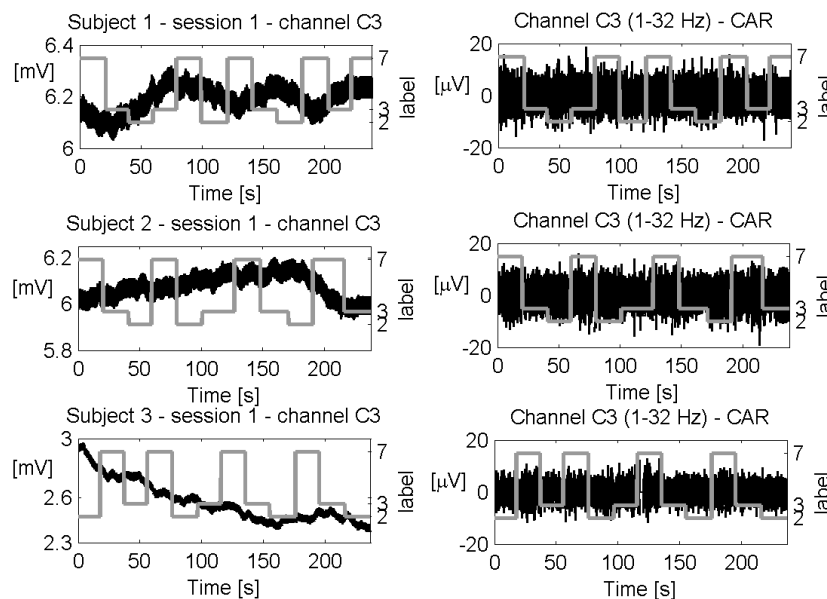 Subject 1 - session 1 - channel C3
6.4
[mV]
6.2
6
7
3
2
label
0 50 100 150 200
Time [s]
Channel C3 (1-32 Hz) - CAR
20
[μV]
0
-20
7
3
2
label
0 50 100 150 200
Time [s]
Subject 2 - session 1 - channel C3
6.2
[mV]
6
5.8
7
3
2
label
0 50 100 150 200
Time [s]
Channel C3 (1-32 Hz) - CAR
20
[μV]
0
-20
7
3
2
label
0 50 100 150 200
Time [s]
Subject 3 - session 1 - channel C3
3
[mV]
2.6
2.3
7
3
2
label
0 50 100 150 200
Time [s]
Channel C3 (1-32 Hz) - CAR
20
[μV]
0
-20
7
3
2
label
0 50 100 150 200
Time [s]